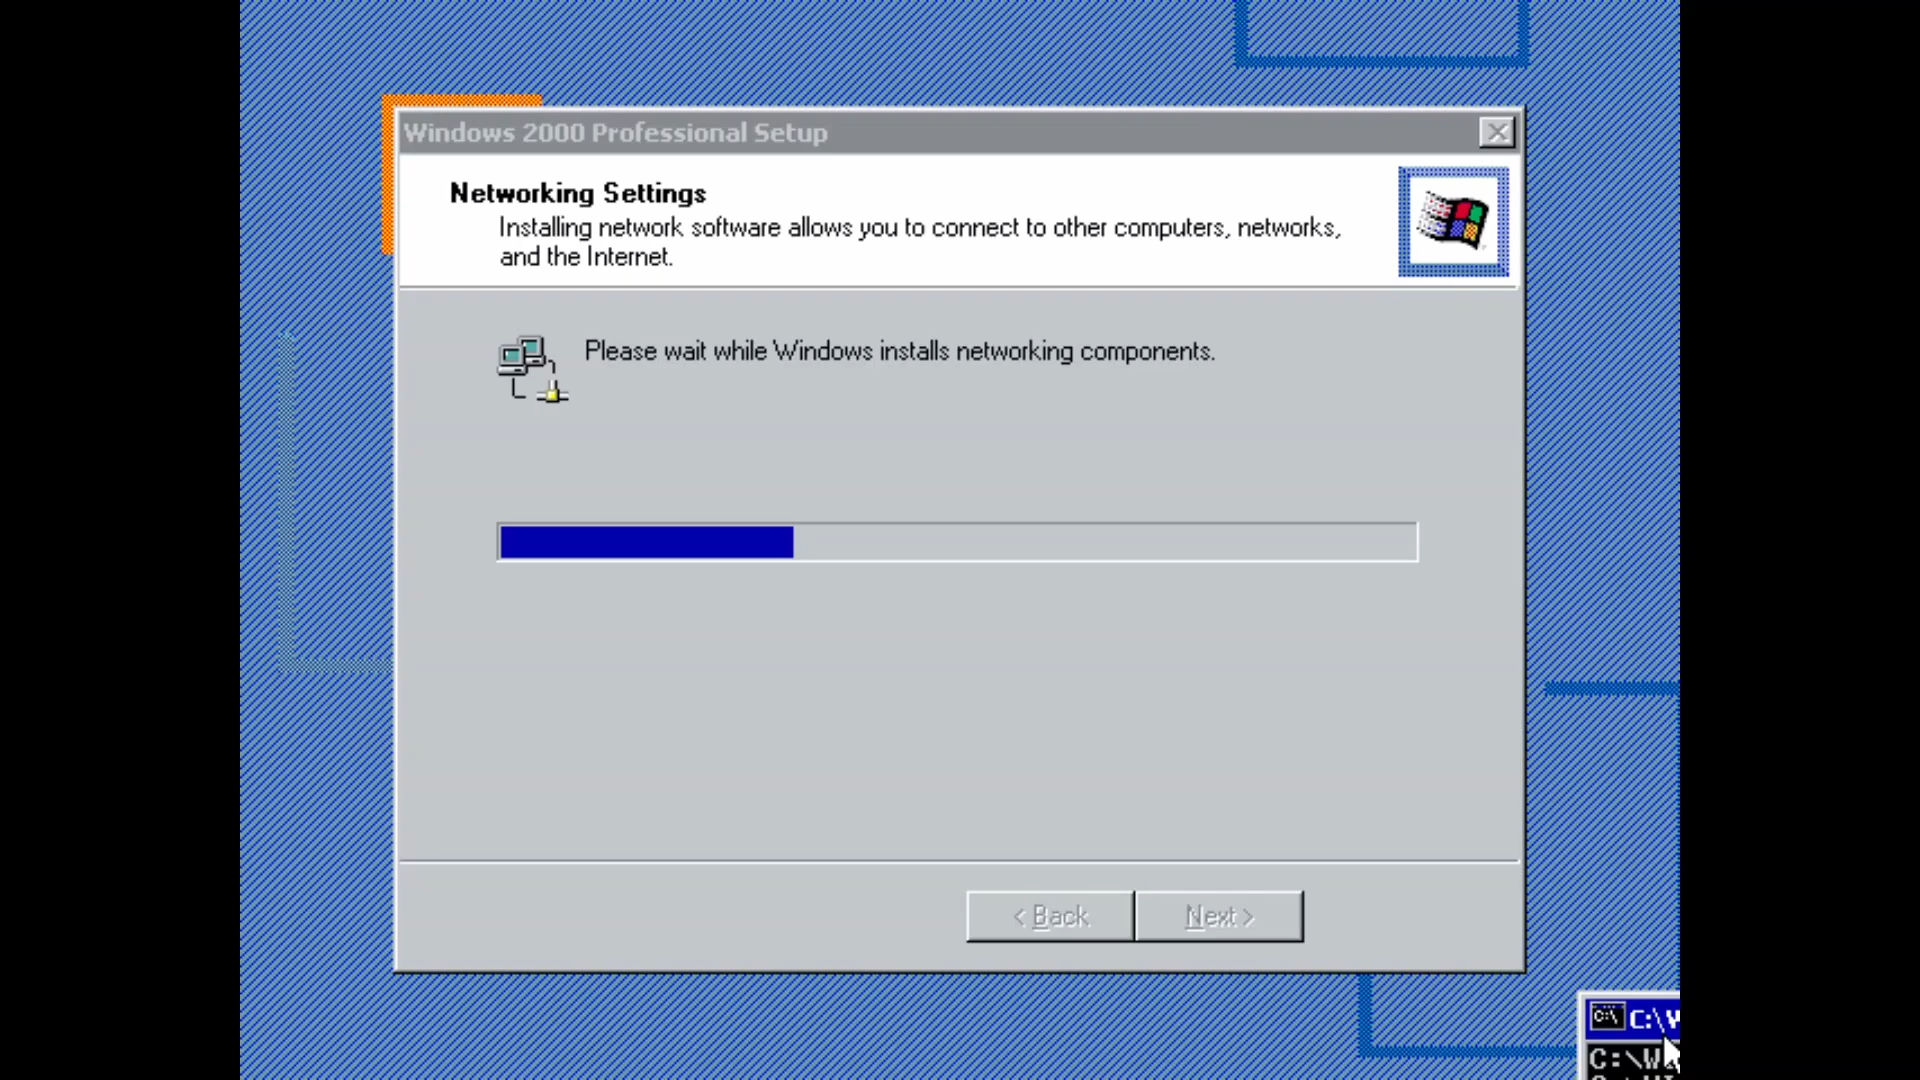 Windows 2000 Professional Setup
Networking Settings
Installing network software allows you to connect to other computers, networks,
and the Internet.
Please wait while Windows installs networking components.
< Back
Next >
C:\
C:\W